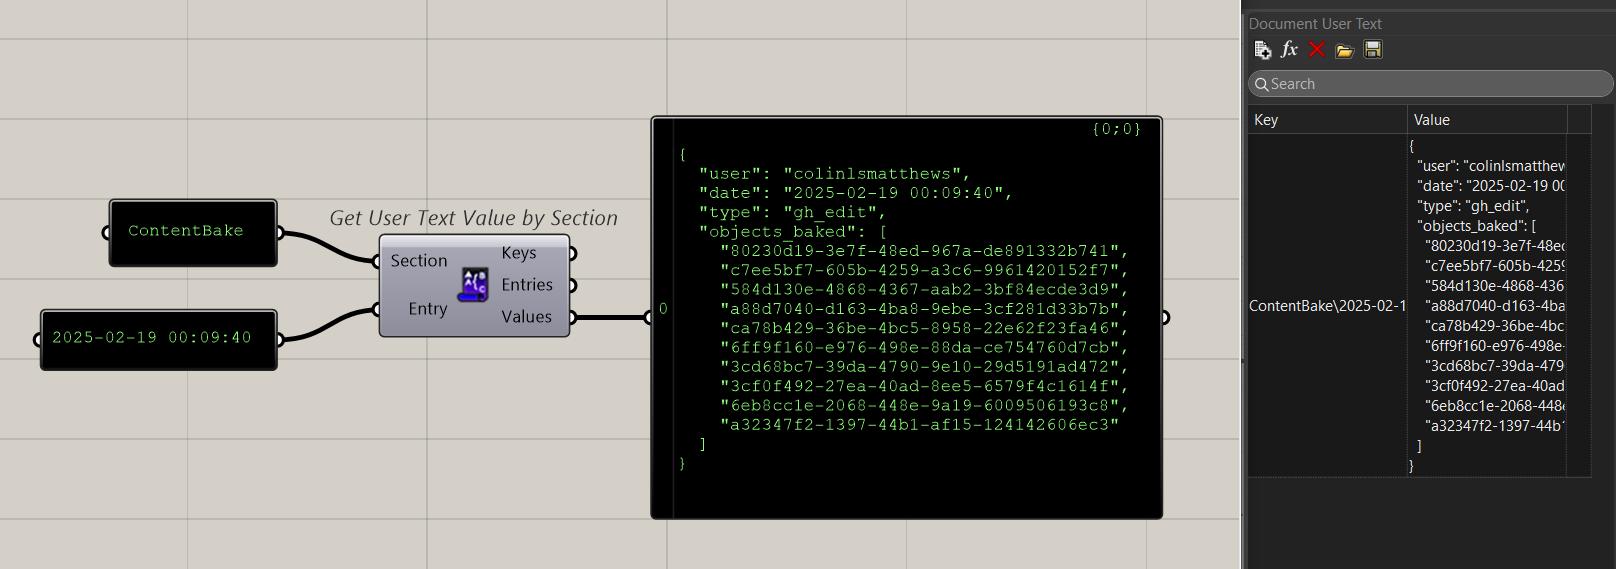 ContentBake
2025-02-19 00:09:40
Get User Text Value by Section
Section
Entry
Keys
Entries
Values
{0;0}
0
{
"user": "colinlsmatthews",
"date": "2025-02-19 00:09:40",
"type": "gh_edit",
"objects_baked": [
"80230d19-3e7f-48ed-967a-de891332b741",
"c7ee5bf7-605b-4259-a3c6-9961420152f7",
"584d130e-4868-4367-aab2-3bf84ecde3d9",
"a88d7040-d163-4ba8-9ebe-3cf281d33b7b",
"ca78b429-36be-4bc5-8958-22e62f23fa46",
"6ff9f160-e976-498e-88da-ce754760d7cb",
"3cd68bc7-39da-4790-9e10-29d5191ad472",
"3cf0f492-27ea-40ad-8ee5-6579f4c1614f",
"6eb8cc1e-2068-448e-9a19-6009506193c8",
"a32347f2-1397-44b1-af15-124142606ec3"
]
}
Document User Text
fx
Search
Key
Value
ContentBake\2025-02-1
{
"user": "colinlsmatthew
"date": "2025-02-19 00
"type": "gh_edit",
"objects_baked": [
"80230d19-3e7f-48ed
"c7ee5bf7-605b-4259
"584d130e-4868-436
"a88d7040-d163-4ba
"ca78b429-36be-4bc
"6ff9f160-e976-498e-
"3cd68bc7-39da-479
"3cf0f492-27ea-40ad
"6eb8cc1e-2068-448
"a32347f2-1397-44b1
]
}